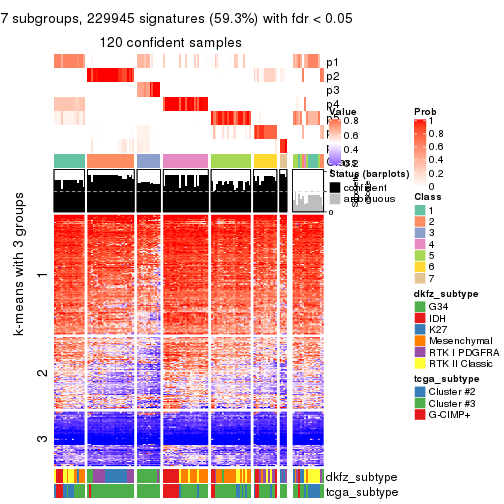 7 subgroups, 229945 signatures (59.3%) with fdr < 0.05
120 confident samples
p1
p2
p3
p4
Value
0.8
0.6
0.4
0.2
Status (barplots)
confident
ambiguous
0
k-means with 3 groups
1
2
3
dkfz_subtype
tcga_subtype
Prob
1
0.8
0.6
0.4
0.2
0
Class
1
2
3
4
5
6
7
dkfz_subtype
G34
IDH
K27
Mesenchymal
RTK I PDGFRA
RTK II Classic
tcga_subtype
Cluster #2
Cluster #3
G-CIMP+